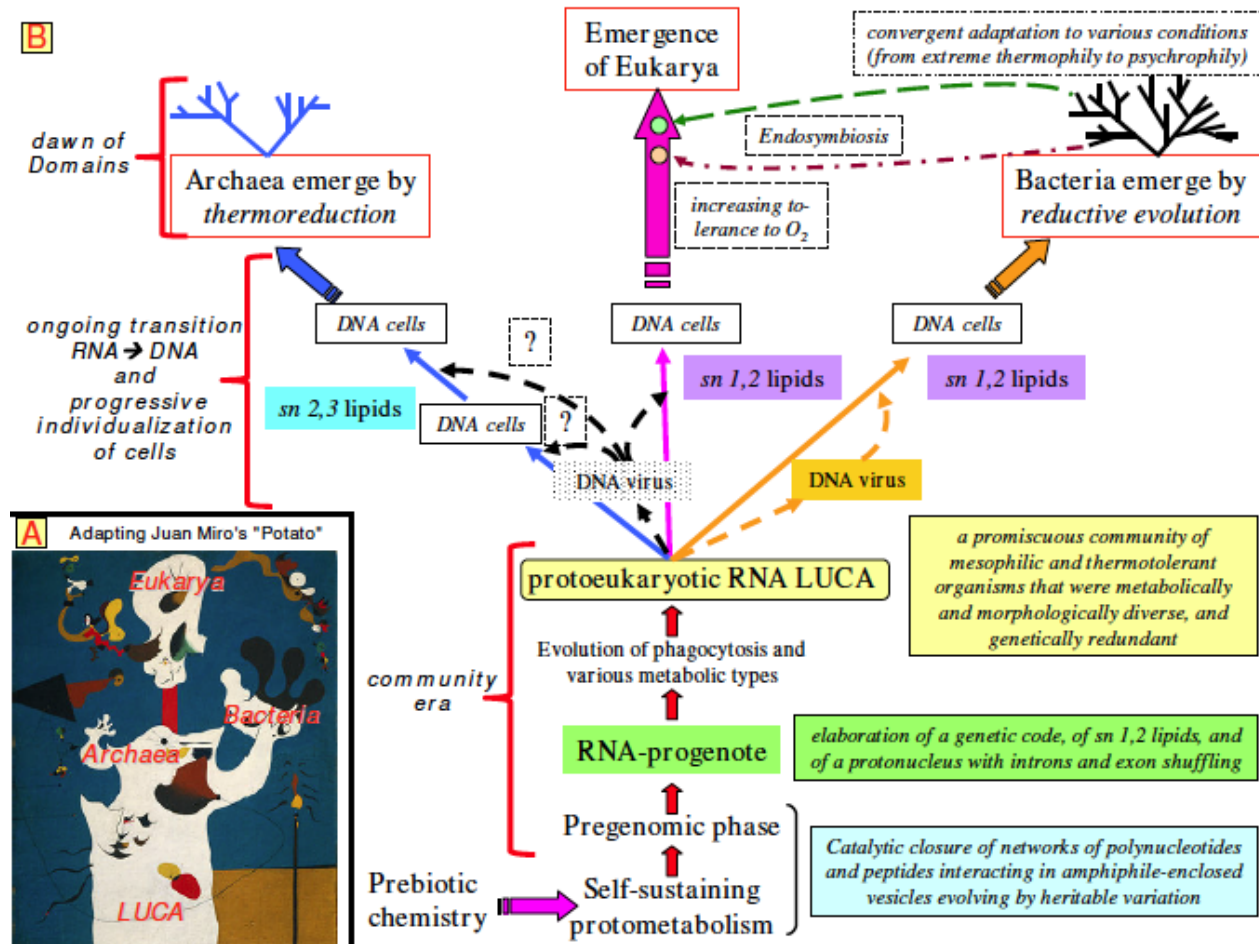 B
Emergence
of Eukarya
convergent adaptation to various conditions
(from extreme thermophily to psychrophily)
dawn of
Domains
Endosymbiosis
Archaea emerge by
thermoreduction
increasing to-
lerance to O₂
Bacteria emerge by
reductive evolution
ongoing transition
RNA➔ DNA
and
progressive
individualization
of cells
DNA cells
DNA cells
DNA cells
?
sn 2,3 lipids
sn 1,2 lipids
sn 1,2 lipids
DNA cells
?
DNA virus
DNA virus
A
Adapting Juan Miro's "Potato"
Eukarya
Bacteria
Archaea
LUCA
protoeukaryotic RNA LUCA
a promiscuous community of
mesophilic and thermotolerant
organisms that were metabolically
and morphologically diverse, and
genetically redundant
community
era
Evolution of phagocytosis and
various metabolic types
RNA-progenote
elaboration of a genetic code, of sn 1,2 lipids, and
of a protonucleus with introns and exon shuffling
Pregenomic phase
Prebiotic
chemistry
Self-sustaining
protometabolism
Catalytic closure of networks of polynucleotides
and peptides interacting in amphiphile-enclosed
vesicles evolving by heritable variation